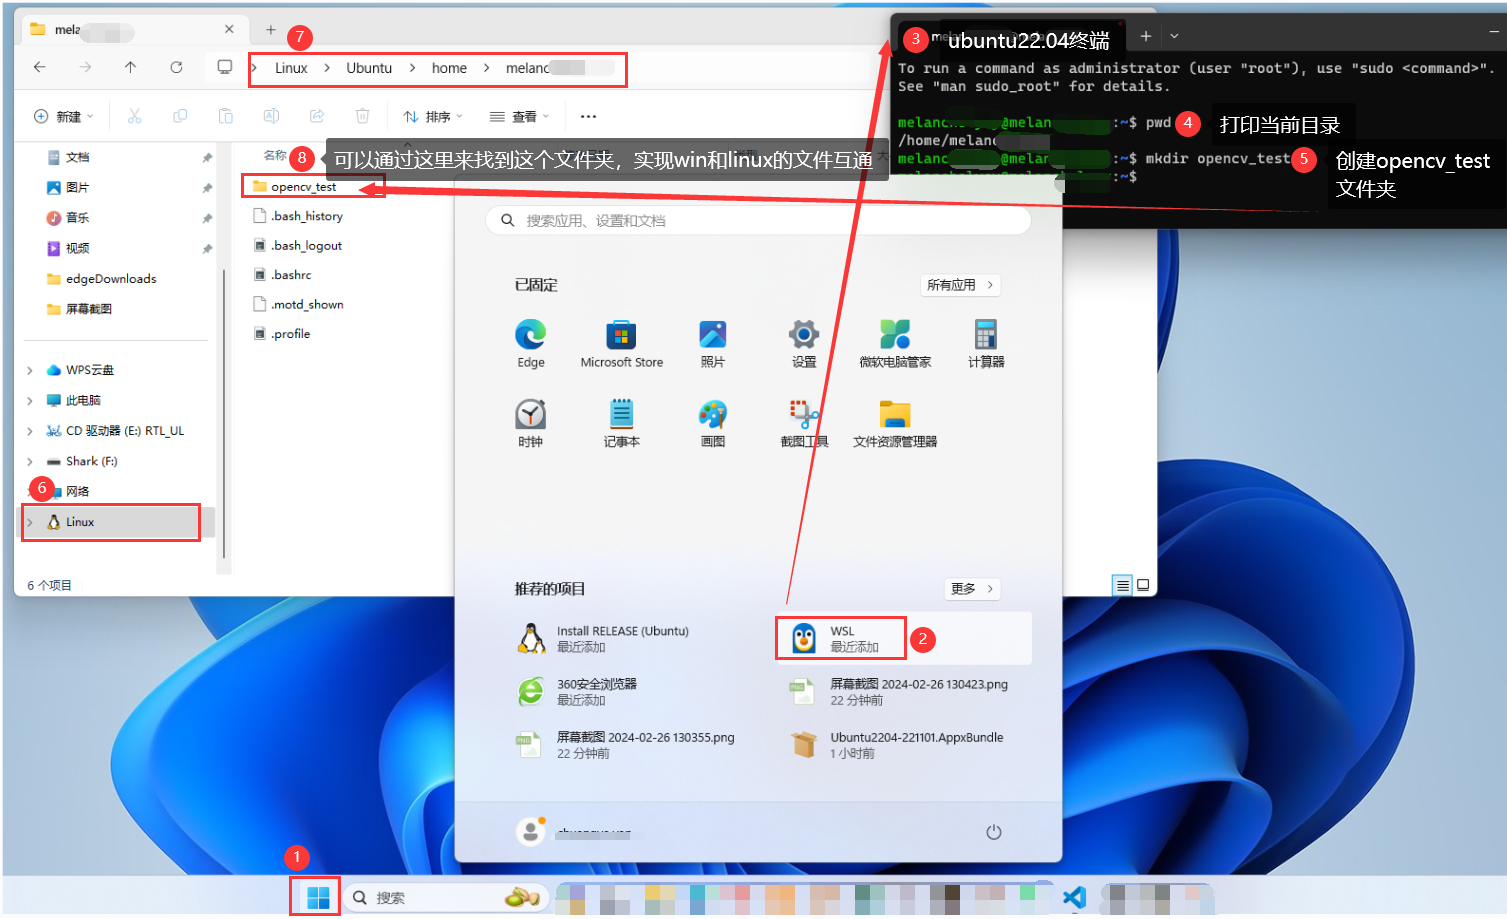 mela
7
Linux > Ubuntu > home > melanc
新建
排序
查看
文档
图片
音乐
视频
edgeDownloads
屏幕截图
WPS云盘
此电脑
CD 驱动器 (E:) RTL_UL
Shark (F:)
6
网络
Linux
6 个项目
名称
8
可以通过这里来找到这个文件夹，实现win和linux的文件互通
opencv_test
.bash_history
.bash_logout
.bashrc
.motd_shown
.profile
3
ubuntu22.04终端
To run a command as administrator (user "root"), use "sudo <command>".
See "man sudo_root" for details.
:~$ pwd
4
打印当前目录
/home/melanc
:~$ mkdir opencv_test
5
创建opencv_test
文件夹
:~$
搜索应用、设置和文档
已固定
所有应用
Edge
Microsoft Store
照片
设置
微软电脑管家
计算器
时钟
记事本
画图
截图工具
文件资源管理器
推荐的项目
更多
Install RELEASE (Ubuntu)
最近添加
WSL
最近添加
2
360安全浏览器
最近添加
屏幕截图 2024-02-26 130423.png
22 分钟前
屏幕截图 2024-02-26 130355.png
22 分钟前
Ubuntu2204-221101.AppxBundle
1 小时前
1
搜索